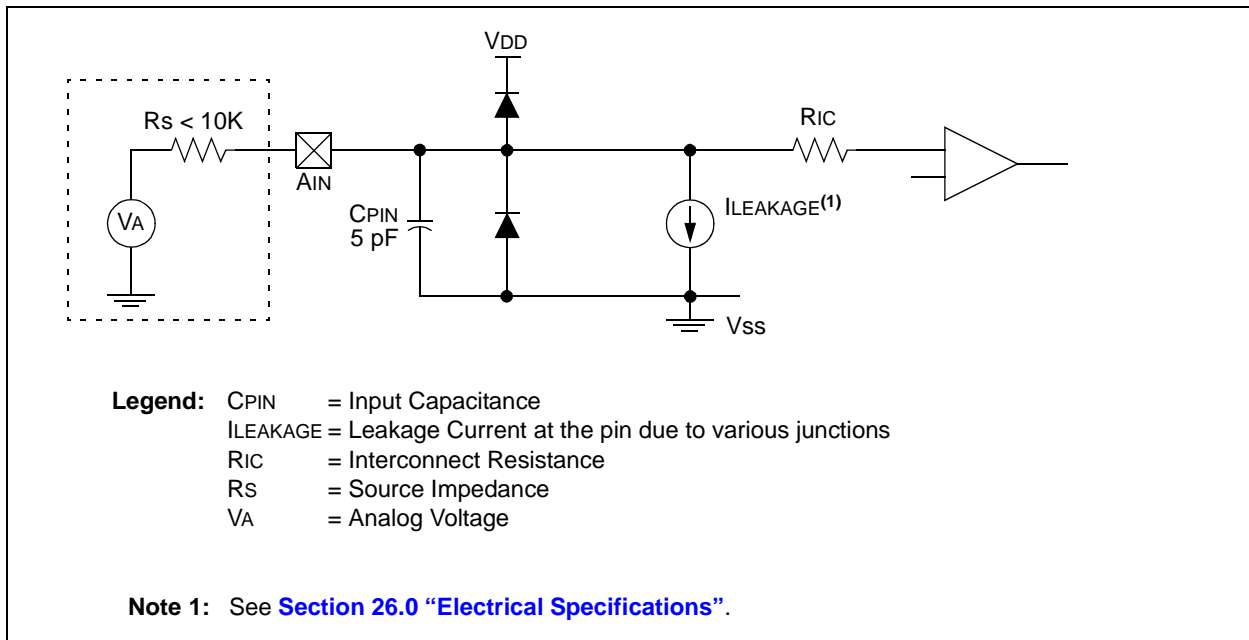 VDD
Rs < 10K
RIC
AIN
VA
CPIN
5 pF
ILEAKAGE(1)
Vss
Legend: CPIN = Input Capacitance
ILEAKAGE = Leakage Current at the pin due to various junctions
RIC = Interconnect Resistance
RS = Source Impedance
VA = Analog Voltage
Note 1: See Section 26.0 “Electrical Specifications”.